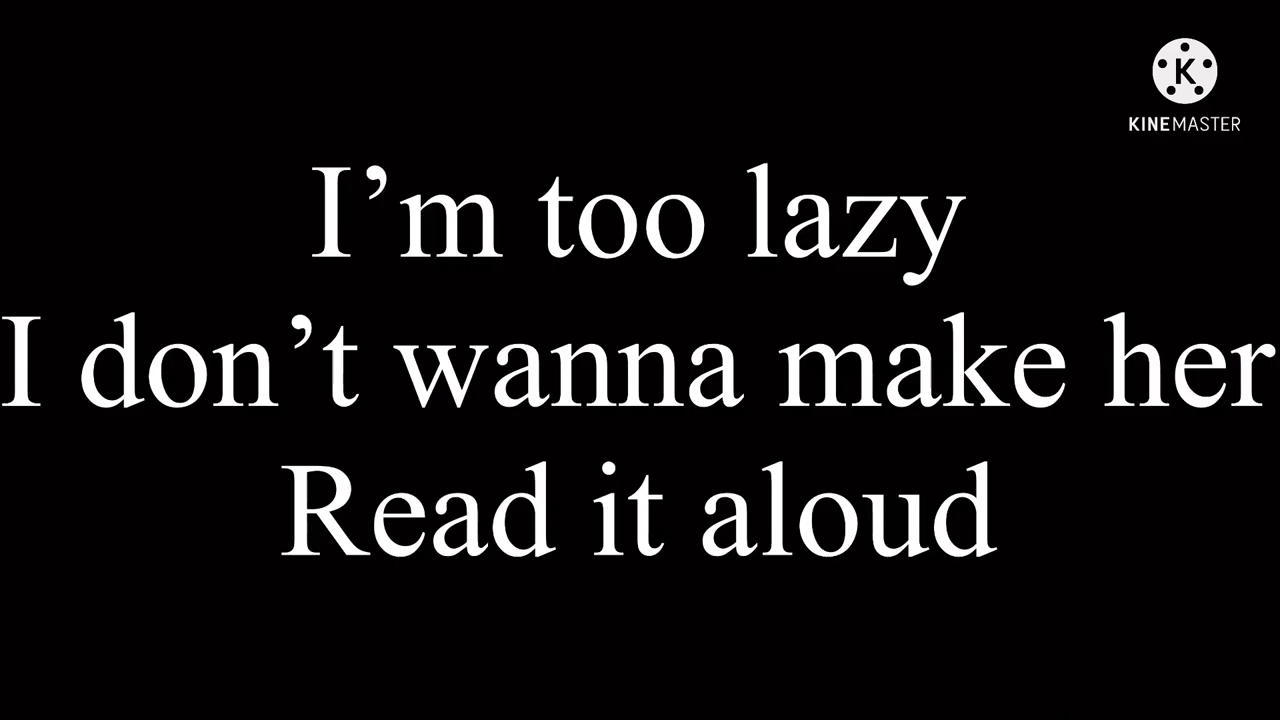 K
KINEMASTER
I’m too lazy
I don’t wanna make her
Read it aloud